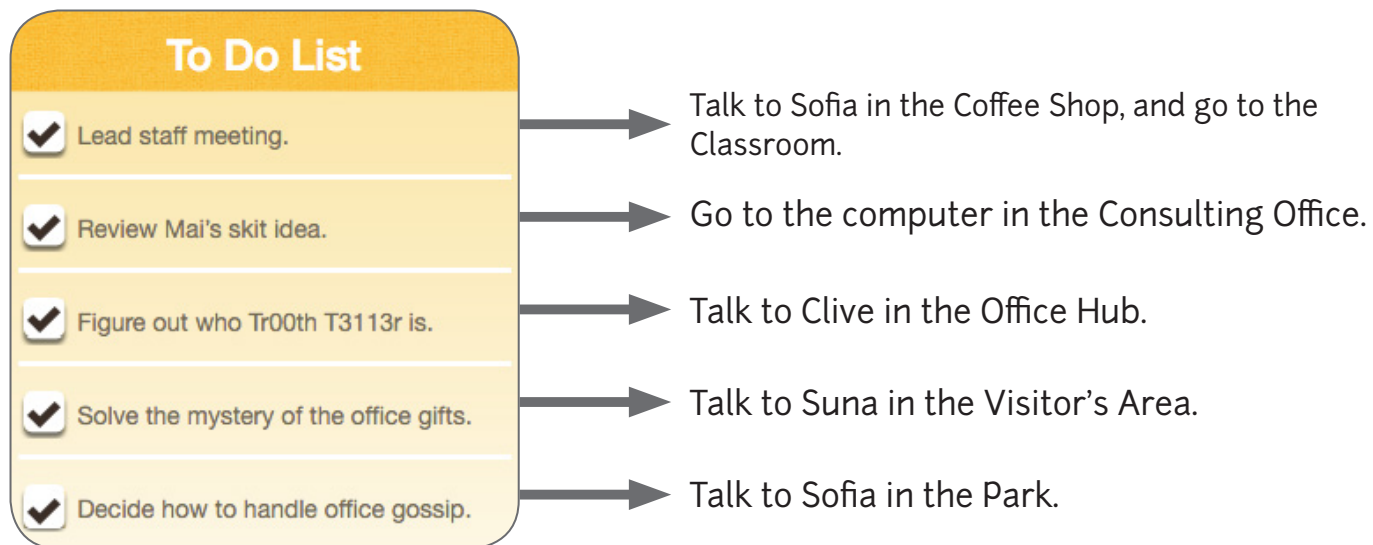 To Do List
Lead staff meeting.
Talk to Sofia in the Coffee Shop, and go to the
Classroom.
Review Mai's skit idea.
Go to the computer in the Consulting Office.
Figure out who Tr00th T3113r is.
Talk to Clive in the Office Hub.
Solve the mystery of the office gifts.
Talk to Suna in the Visitor's Area.
Decide how to handle office gossip.
Talk to Sofia in the Park.